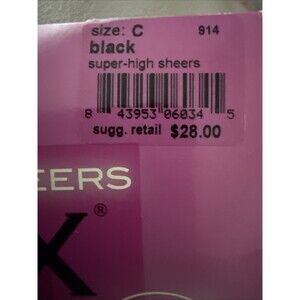 size: C 914
black
super-high sheers
8 43953 06034 5
sugg. retail $28.00
EERS
X®